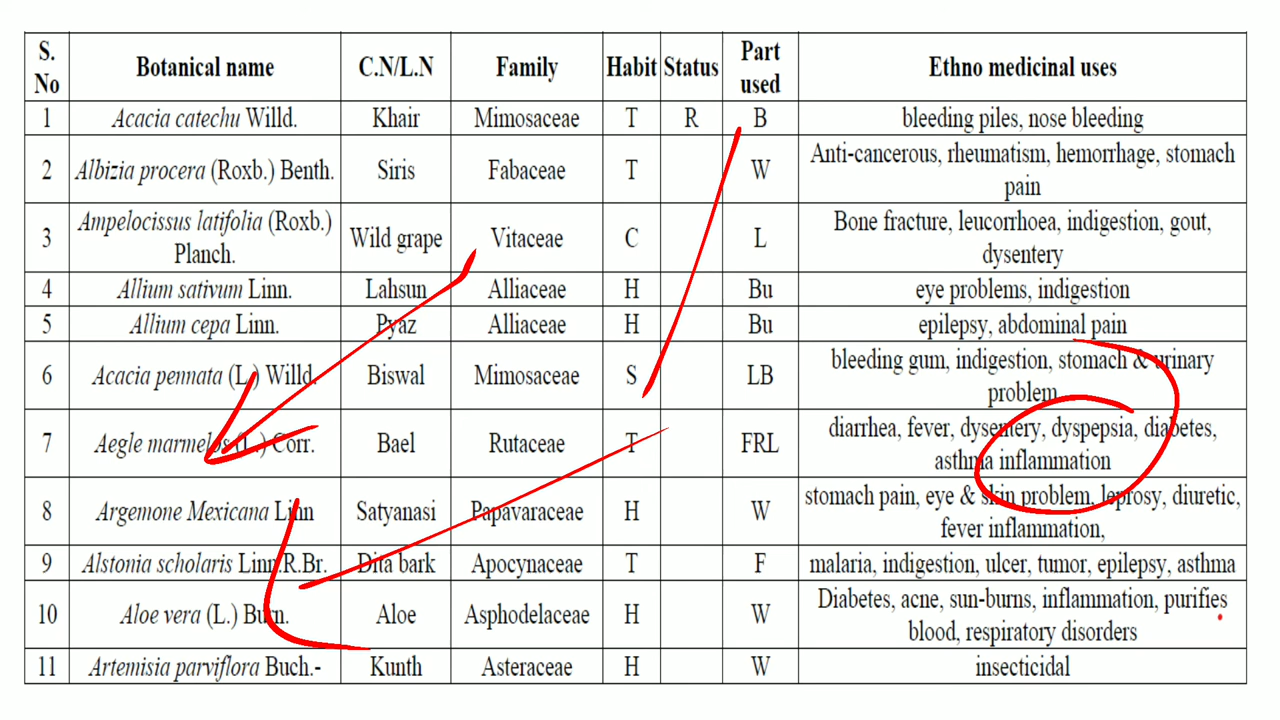 S. No Botanical name C.N/L.N Family Habit Status Part used Ethno medicinal uses
1 Acacia catechu Willd. Khair Mimosaceae T R B bleeding piles, nose bleeding
2 Albizia procera (Roxb.) Benth. Siris Fabaceae T W Anti-cancerous, rheumatism, hemorrhage, stomach pain
3 Ampelocissus latifolia (Roxb.) Planch. Wild grape Vitaceae C L Bone fracture, leucorrhoea, indigestion, gout, dysentery
4 Allium sativum Linn. Lahsun Alliaceae H Bu eye problems, indigestion
5 Allium cepa Linn. Pyaz Alliaceae H Bu epilepsy, abdominal pain
6 Acacia pennata (L.) Willd. Biswal Mimosaceae S LB bleeding gum, indigestion, stomach & urinary problem
7 Aegle marmelos (L.) Corr. Bael Rutaceae T FRL diarrhea, fever, dysentery, dyspepsia, diabetes, asthma inflammation
8 Argemone Mexicana Linn Satyanasi Papavaraceae H W stomach pain, eye & skin problem, leprosy, diuretic, fever inflammation,
9 Alstonia scholaris Linn.R.Br. Dita bark Apocynaceae T F malaria, indigestion, ulcer, tumor, epilepsy, asthma
10 Aloe vera (L.) Burn. Aloe Asphodelaceae H W Diabetes, acne, sun-burns, inflammation, purifies blood, respiratory disorders
11 Artemisia parviflora Buch.- Kunth Asteraceae H W insecticidal